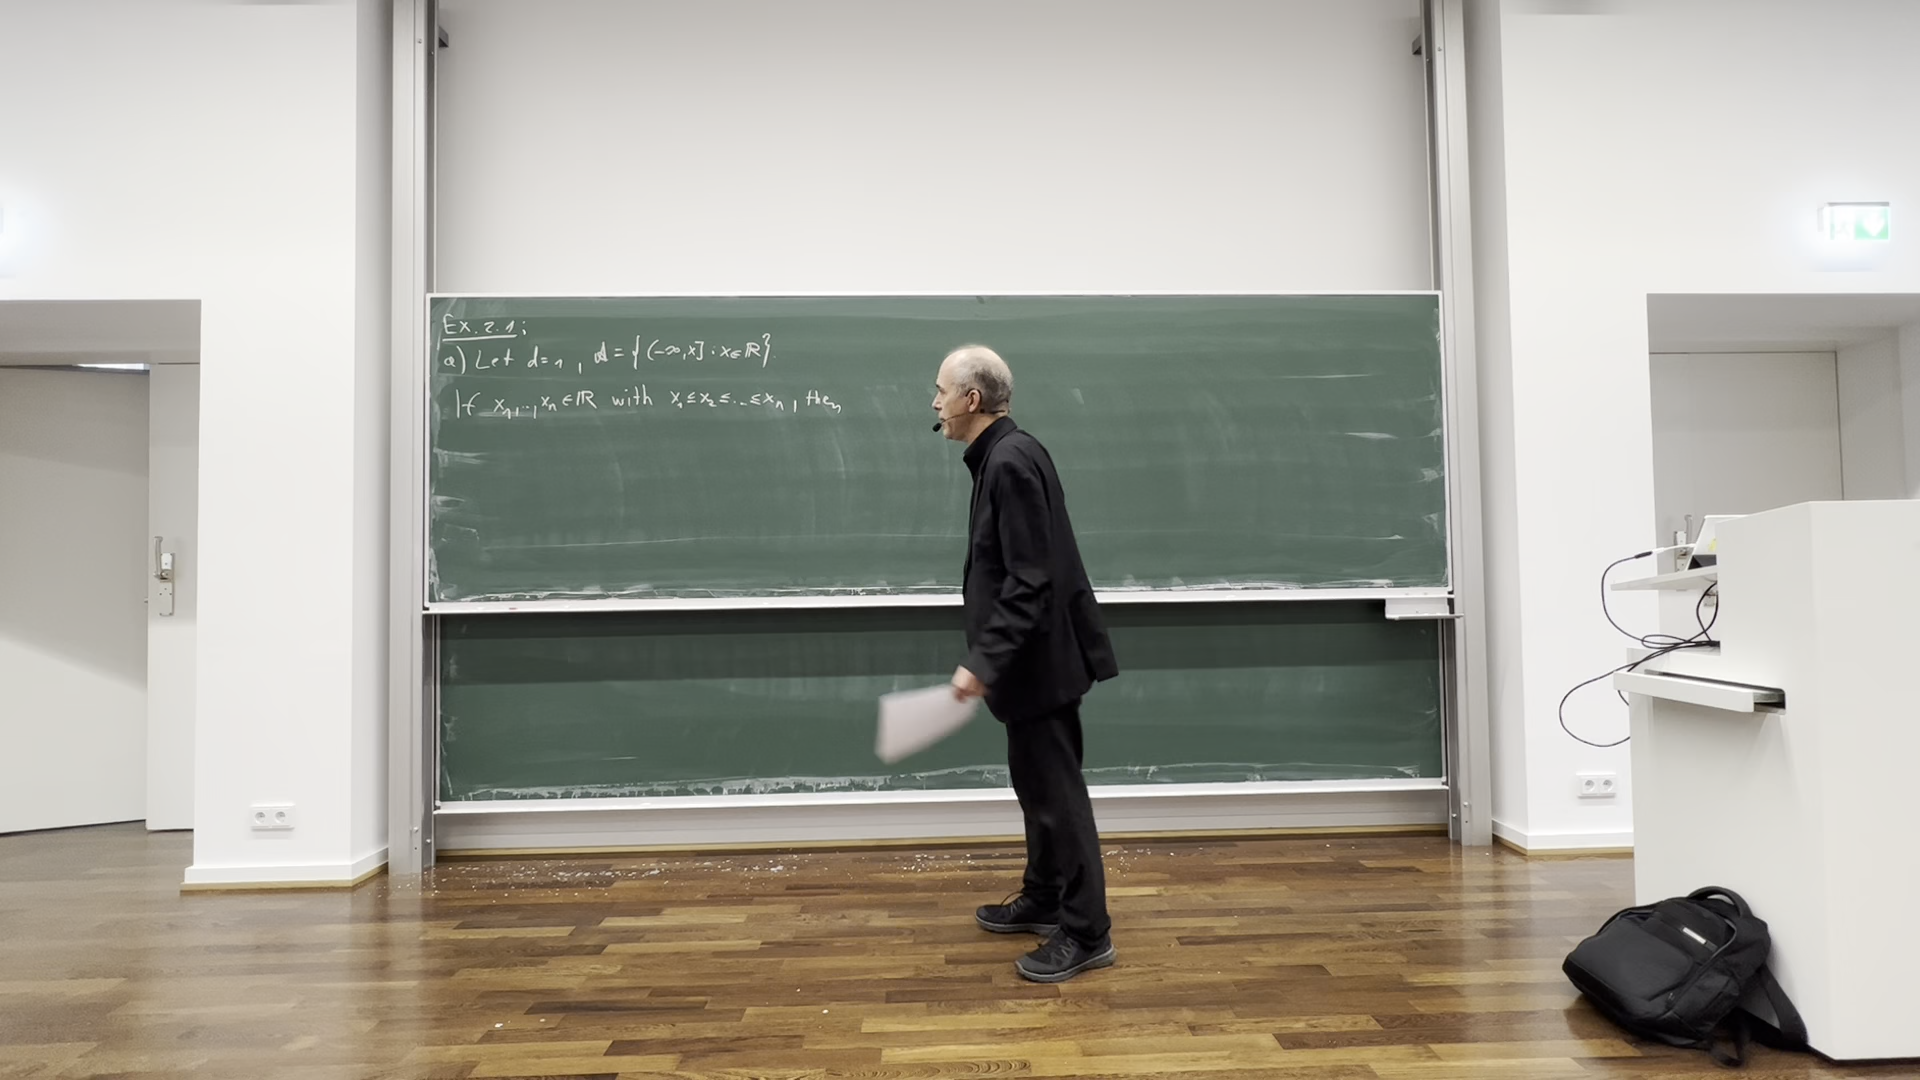 Ex. 2.1:
a) Let d=1, 𝒜 = {(-∞,x] : x∈ℝ}.
If x₁,..,xₙ ∈ ℝ with x₁≤x₂≤...≤xₙ, then